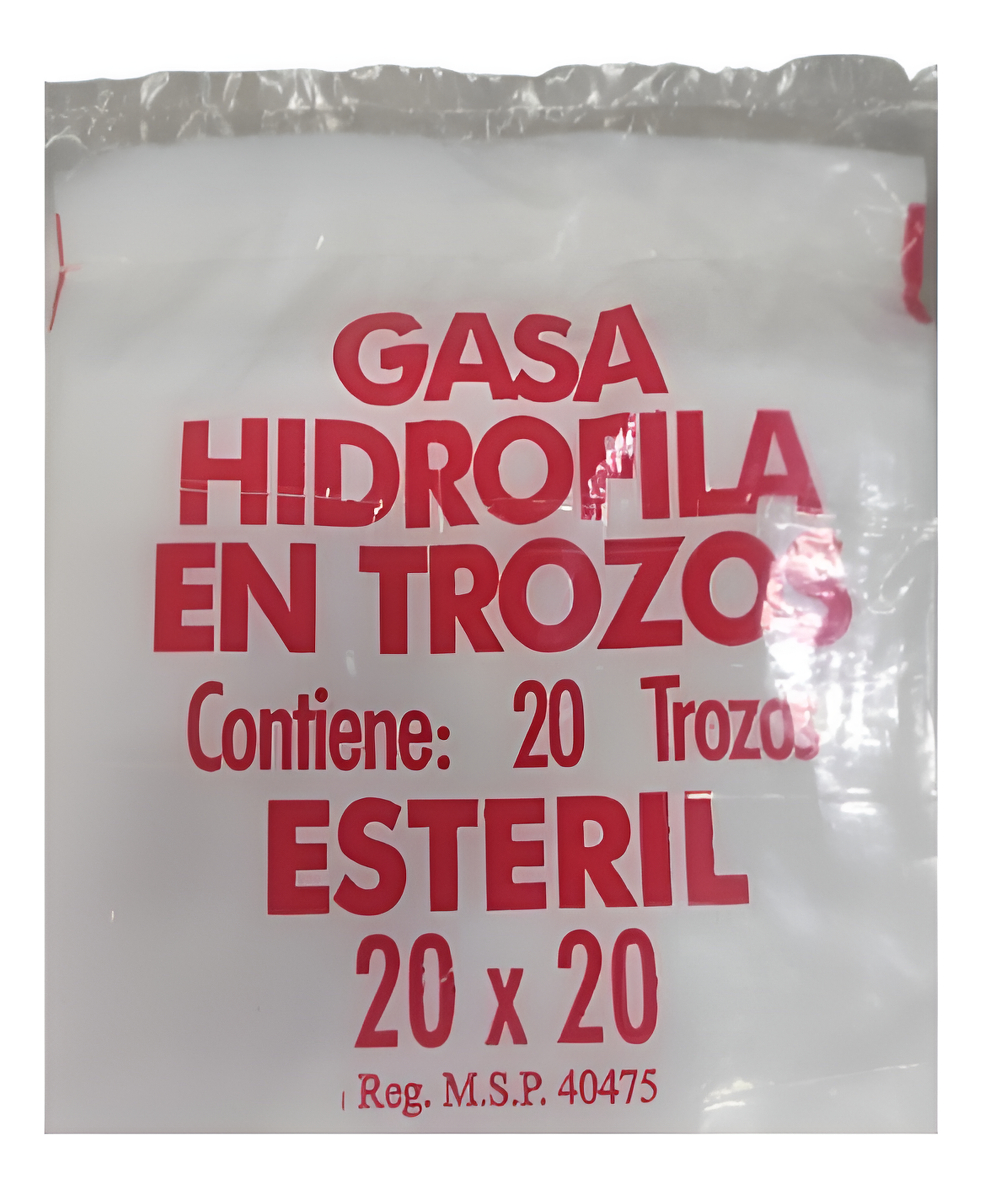 GASA
HIDROFILA
EN TROZOS
Contiene: 20 Trozos
ESTERIL
20 x 20
Reg. M.S.P. 40475